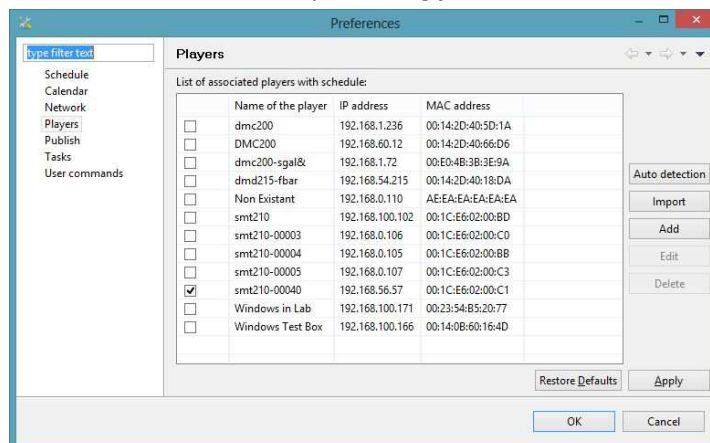 Preferences
type filter text
Schedule
Calendar
Network
Players
Publish
Tasks
User commands
Players
List of associated players with schedule:
Name of the player IP address MAC address
dmc200 192.168.1.236 00:14:2D:40:5D:1A
DMC200 192.168.60.12 00:14:2D:40:66:D6
dmc200-sgal& 192.168.1.72 00:E0:4B:3B:3E:9A
dmd215-fbar 192.168.54.215 00:14:2D:40:18:DA
Non Existant 192.168.0.110 AE:EA:EA:EA:EA:EA
smt210 192.168.100.102 00:1C:E6:02:00:BD
smt210-00003 192.168.0.106 00:1C:E6:02:00:C0
smt210-00004 192.168.0.105 00:1C:E6:02:00:BB
smt210-00005 192.168.0.107 00:1C:E6:02:00:C3
smt210-00040 192.168.56.57 00:1C:E6:02:00:C1
Windows in Lab 192.168.100.171 00:23:54:B5:20:77
Windows Test Box 192.168.100.166 00:14:0B:60:16:4D
Auto detection
Import
Add
Edit
Delete
Restore Defaults Apply
OK Cancel